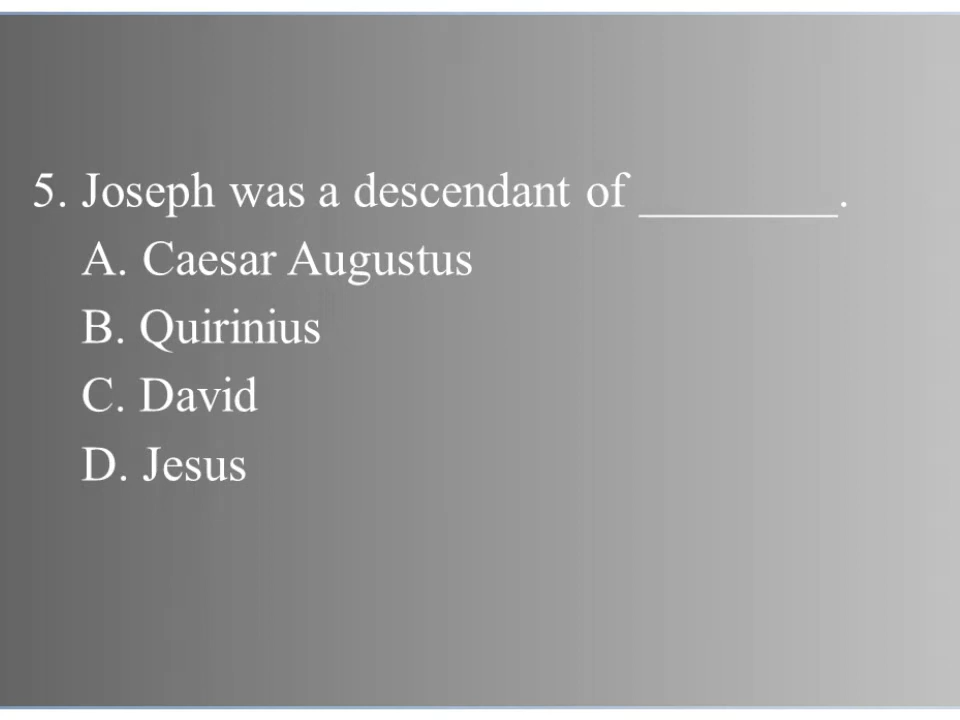 5. Joseph was a descendant of ________.
A. Caesar Augustus
B. Quirinius
C. David
D. Jesus